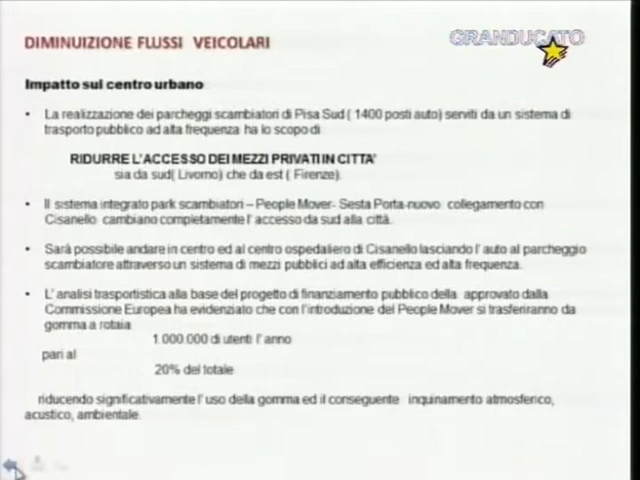 DIMINUIZIONE FLUSSI VEICOLARI
GRANDUCATO
Impatto sul centro urbano
• La realizzazione dei parcheggi scambiatori di Pisa Sud ( 1400 posti auto) serviti da un sistema di
trasporto pubblico ad alta frequenza ha lo scopo di
RIDURRE L'ACCESSO DEI MEZZI PRIVATI IN CITTA'
sia da sud( Livorno) che da est ( Firenze).
• Il sistema integrato park scambiatori – People Mover- Sesta Porta-nuovo collegamento con
Cisanello cambiano completamente l' accesso da sud alla città.
• Sarà possibile andare in centro ed al centro ospedaliero di Cisanello lasciando l' auto al parcheggio
scambiatore attraverso un sistema di mezzi pubblici ad alta efficienza ed alta frequenza.
• L' analisi trasportistica alla base del progetto di finanziamento pubblico della approvato dalla
Commissione Europea ha evidenziato che con l'introduzione del People Mover si trasferiranno da
gomma a rotaia
1.000.000 di utenti l' anno
pari al
20% del totale
riducendo significativamente l' uso della gomma ed il conseguente inquinamento atmosferico,
acustico, ambientale.